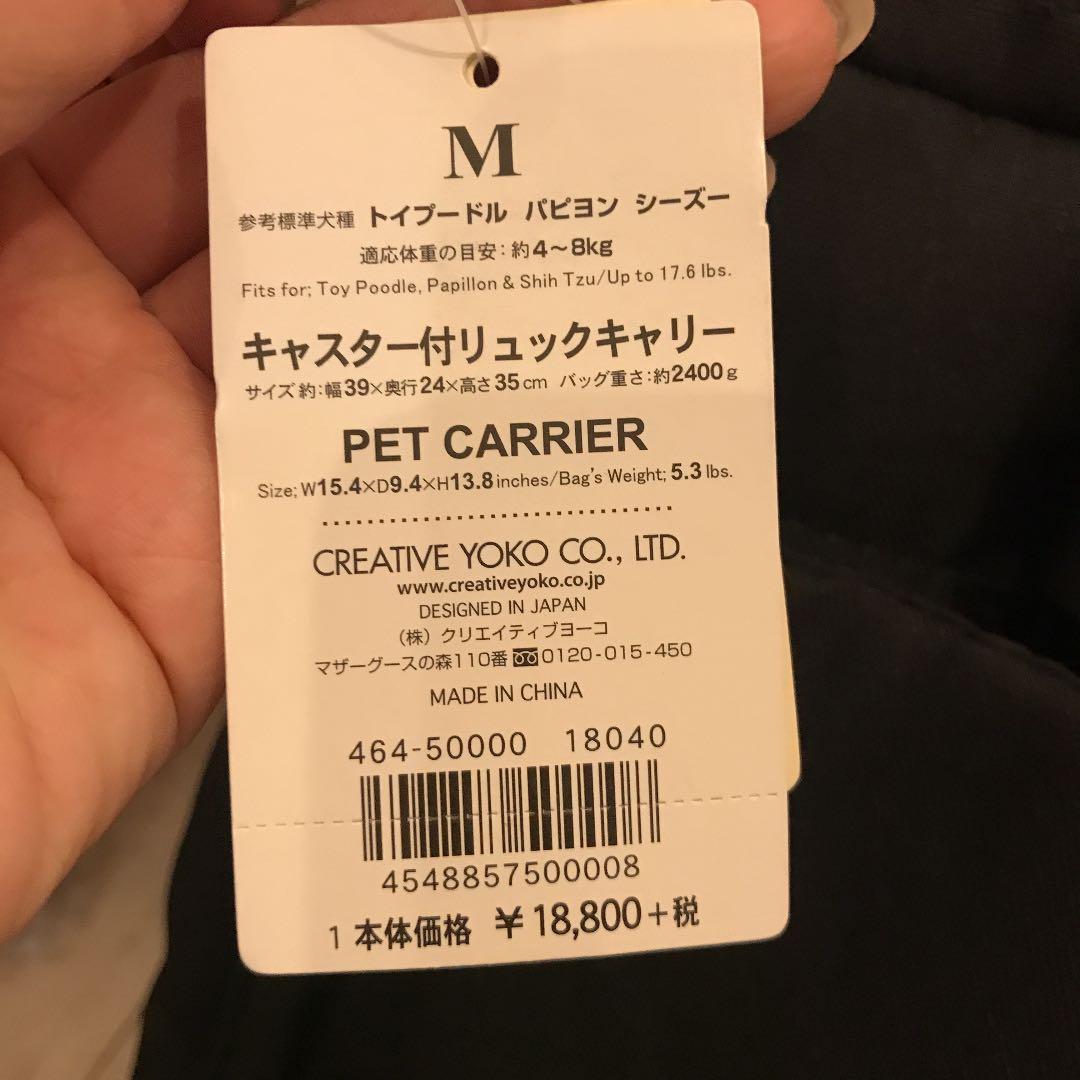 M
参考標準犬種 トイプードル パピヨン シーズー
適応体重の目安:約4～8kg
Fits for; Toy Poodle, Papillon & Shih Tzu/Up to 17.6 lbs.
キャスター付リュックキャリー
サイズ 約:幅39×奥行24×高さ35cm バッグ重さ:約2400g
PET CARRIER
Size; W15.4×D9.4×H13.8 inches/Bag's Weight; 5.3 lbs.
CREATIVE YOKO CO., LTD.
www.creativeyoko.co.jp
DESIGNED IN JAPAN
（株）クリエイティブヨーコ
マザーグースの森110番 0120-015-450
MADE IN CHINA
464-50000 18040
4548857500008
1 本体価格 ¥18,800+税